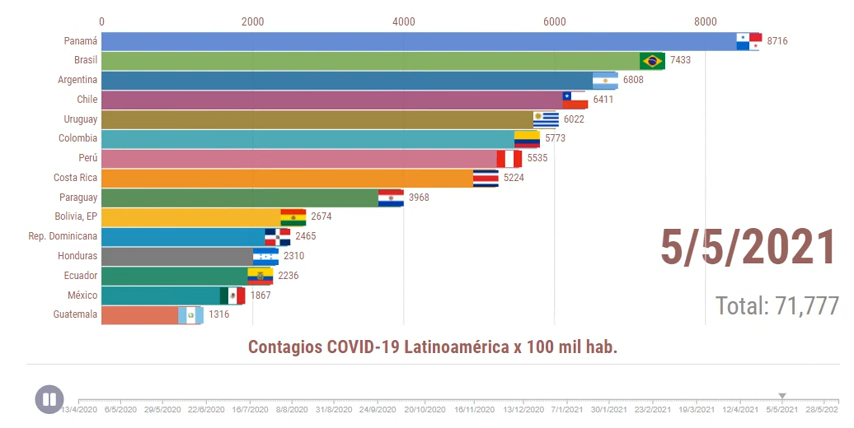 0 2000 4000 6000 8000
Panamá 8716
Brasil 7433
Argentina 6808
Chile 6411
Uruguay 6022
Colombia 5773
Perú 5535
Costa Rica 5224
Paraguay 3968
Bolivia, EP 2674
Rep. Dominicana 2465
Honduras 2310
Ecuador 2236
México 1867
Guatemala 1316
5/5/2021
Total: 71,777
Contagios COVID-19 Latinoamérica x 100 mil hab.
13/4/2020 6/5/2020 29/5/2020 22/6/2020 16/7/2020 8/8/2020 31/8/2020 24/9/2020 20/10/2020 16/11/2020 13/12/2020 7/1/2021 30/1/2021 23/2/2021 19/3/2021 12/4/2021 5/5/2021 28/5/202